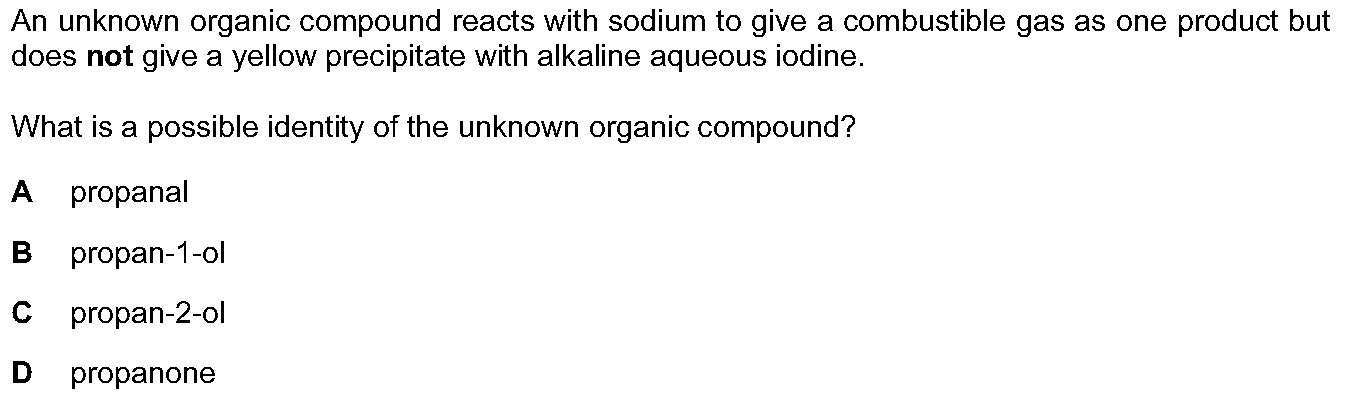 An unknown organic compound reacts with sodium to give a combustible gas as one product but
does not give a yellow precipitate with alkaline aqueous iodine.
What is a possible identity of the unknown organic compound?
A propanal
B propan-1-ol
C propan-2-ol
D propanone